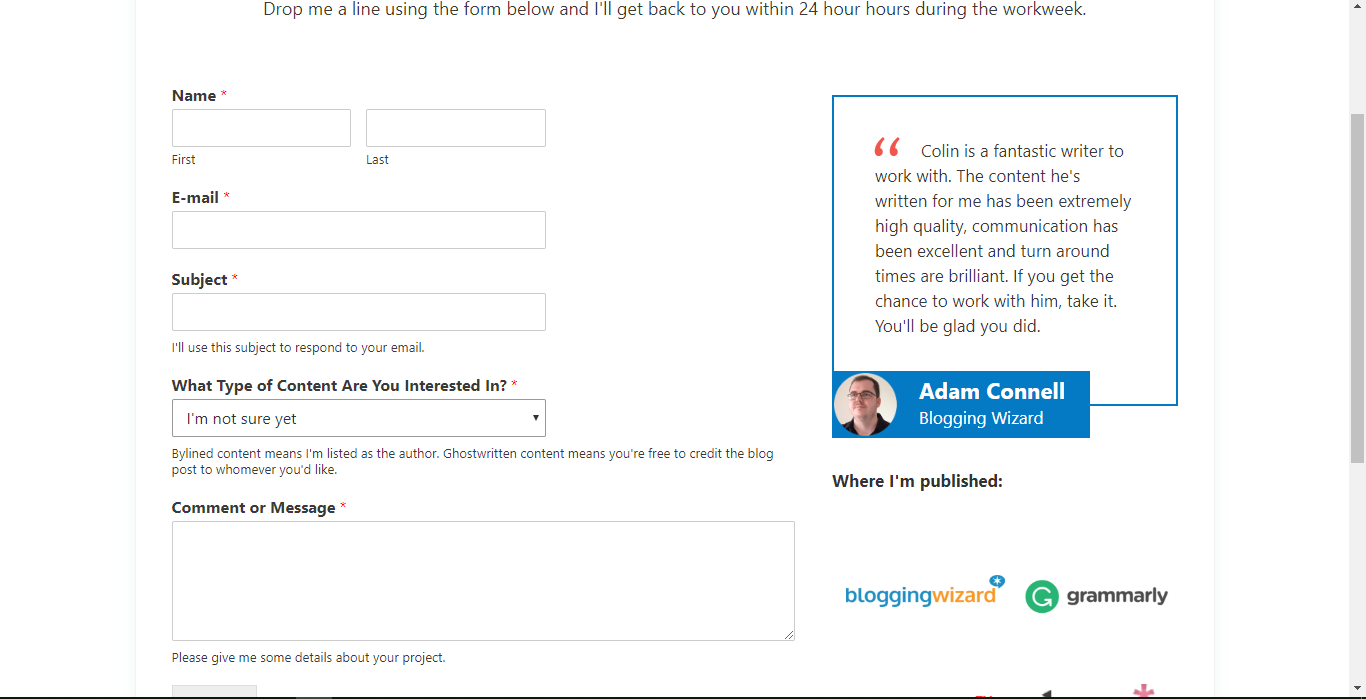 Drop me a line using the form below and I'll get back to you within 24 hour hours during the workweek.
Name *
First
Last
E-mail *
Subject *
I'll use this subject to respond to your email.
What Type of Content Are You Interested In? *
I'm not sure yet
Bylined content means I'm listed as the author. Ghostwritten content means you're free to credit the blog
post to whomever you'd like.
Comment or Message *
Please give me some details about your project.
“ Colin is a fantastic writer to
work with. The content he's
written for me has been extremely
high quality, communication has
been excellent and turn around
times are brilliant. If you get the
chance to work with him, take it.
You'll be glad you did.
Adam Connell
Blogging Wizard
Where I'm published:
bloggingwizard
grammarly